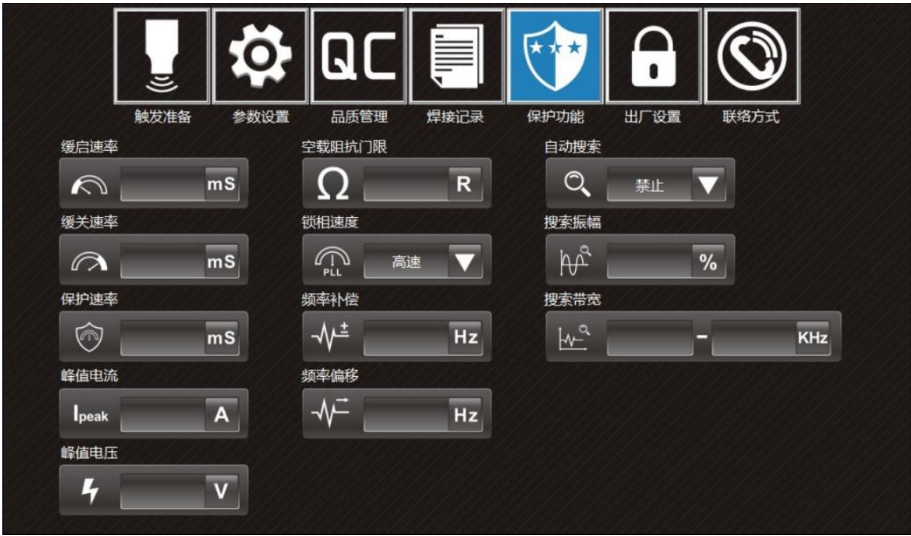 QC
触发准备 参数设置 品质管理 焊接记录 保护功能 出厂设置 联络方式
缓启速率
mS
缓关速率
mS
保护速率
mS
峰值电流
Ipeak A
峰值电压
V
空载阻抗门限
Ω R
锁相速度
PLL 高速
频率补偿
± Hz
频率偏移
Hz
自动搜索
禁止
搜索振幅
%
搜索带宽
- KHz